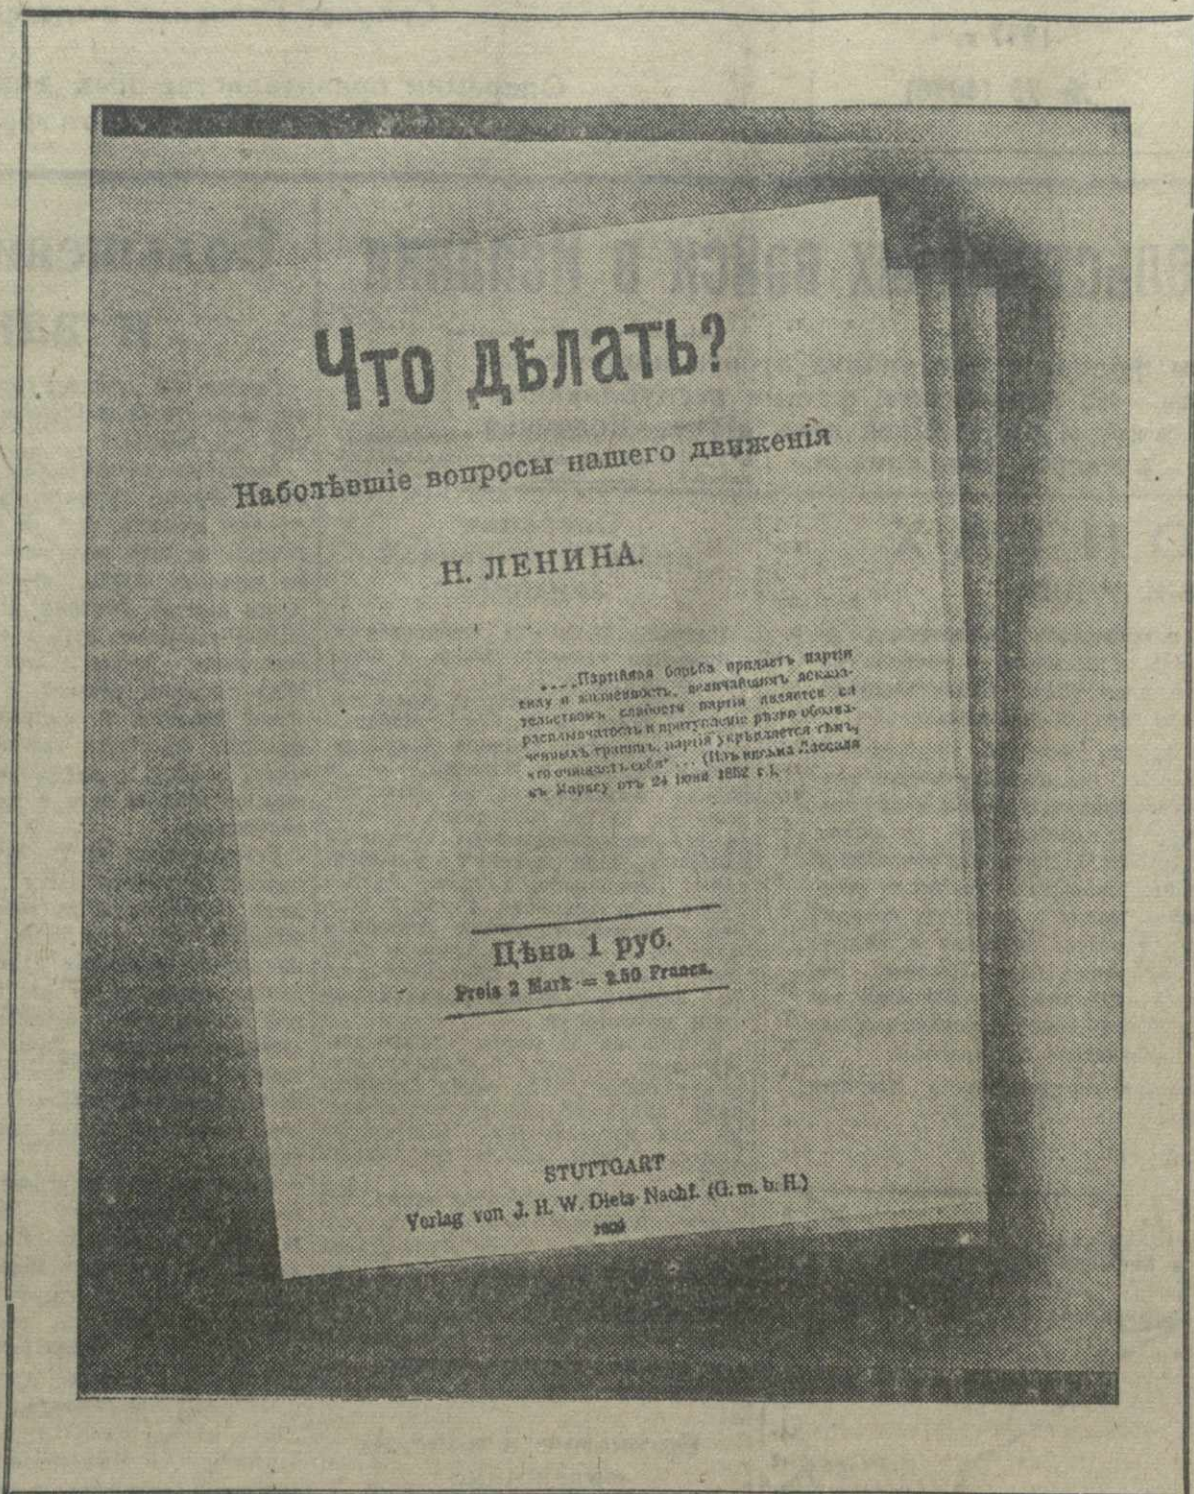 Что дѣлать?
Наболѣвшіе вопросы нашего движенія
Н. ЛЕНИНА.
....„Партійная борьба придаетъ партіи
силу и жизненность, величайшимъ доказа-
тельствомъ слабости партіи является ея
расплывчатость и притупленіе рѣзко обозна-
ченныхъ границъ, партія укрѣпляется тѣмъ,
что очищаетъ себя“ ... (Изъ письма Лассаля
къ Марксу отъ 24 іюня 1852 г.).
Цѣна 1 руб.
Preis 2 Mark = 2.50 Francs.
STUTTGART
Verlag von J. H. W. Dietz Nachf. (G. m. b. H.)